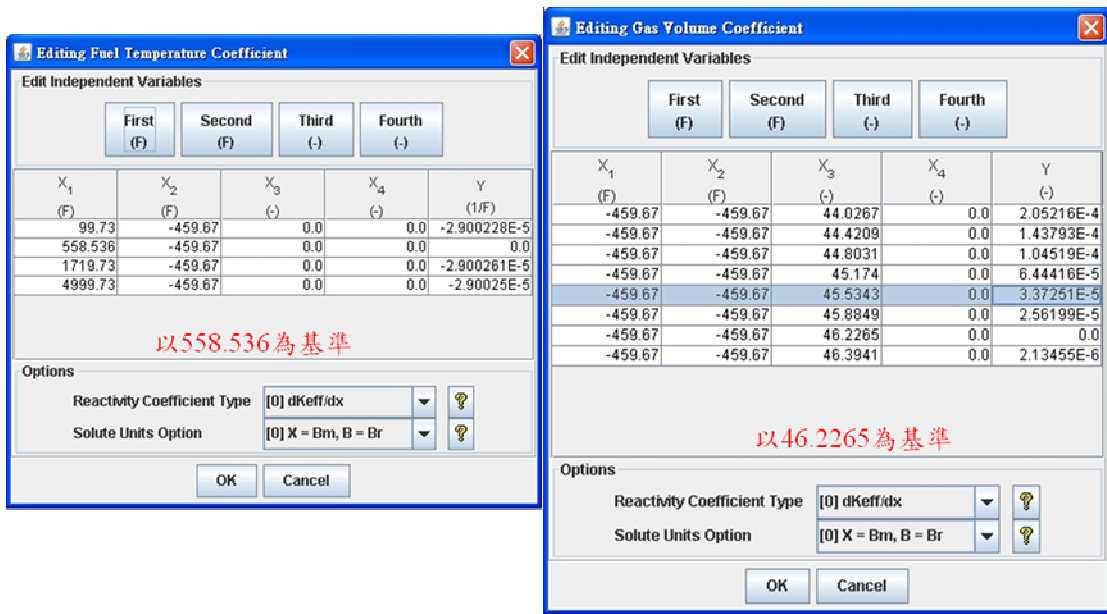 Editing Fuel Temperature Coefficient
Edit Independent Variables
First Second Third Fourth
(F) (F) (-) (-)
X1 X2 X3 X4 Y
(F) (F) (-) (-) (1/F)
99.73 -459.67 0.0 0.0 -2.900228E-5
558.536 -459.67 0.0 0.0 0.0
1719.73 -459.67 0.0 0.0 -2.900261E-5
4999.73 -459.67 0.0 0.0 -2.90025E-5
以558.536為基準
Options
Reactivity Coefficient Type [0] dKeff/dx ?
Solute Units Option [0] X = Bm, B = Br ?
OK Cancel
Editing Gas Volume Coefficient
Edit Independent Variables
First Second Third Fourth
(F) (F) (-) (-)
X1 X2 X3 X4 Y
(F) (F) (-) (-) (-)
-459.67 -459.67 44.0267 0.0 2.05216E-4
-459.67 -459.67 44.4209 0.0 1.43793E-4
-459.67 -459.67 44.8031 0.0 1.04519E-4
-459.67 -459.67 45.174 0.0 6.44416E-5
-459.67 -459.67 45.5343 0.0 3.37251E-5
-459.67 -459.67 45.8849 0.0 2.56199E-5
-459.67 -459.67 46.2265 0.0 0.0
-459.67 -459.67 46.3941 0.0 2.13455E-6
以46.2265為基準
Options
Reactivity Coefficient Type [0] dKeff/dx ?
Solute Units Option [0] X = Bm, B = Br ?
OK Cancel